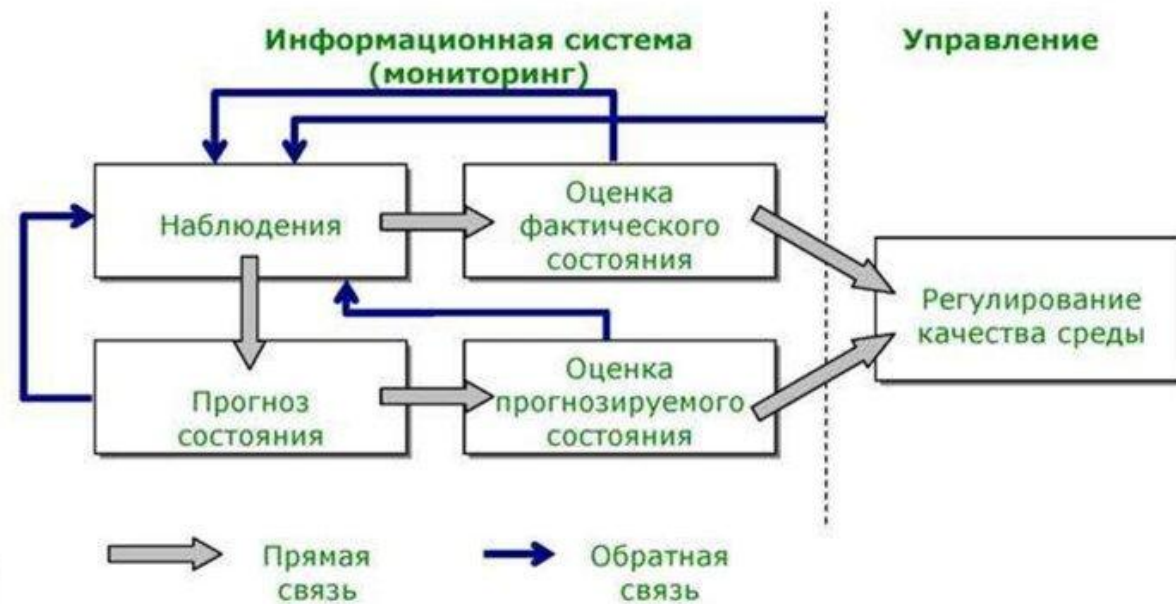 Информационная система
(мониторинг)
Управление
Наблюдения
Оценка
фактического
состояния
Регулирование
качества среды
Прогноз
состояния
Оценка
прогнозируемого
состояния
Прямая
связь
Обратная
связь